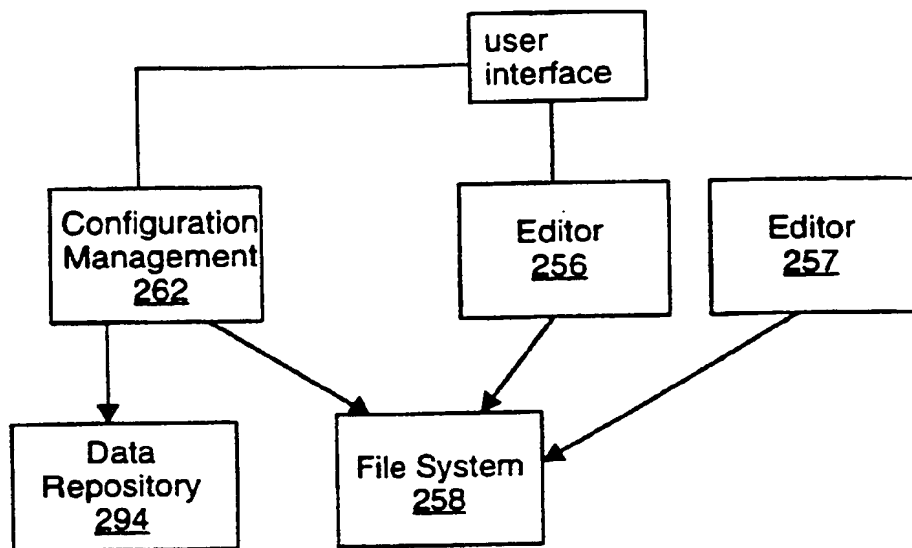 user
interface
Configuration
Management
262
Editor
256
Editor
257
Data
Repository
294
File System
258